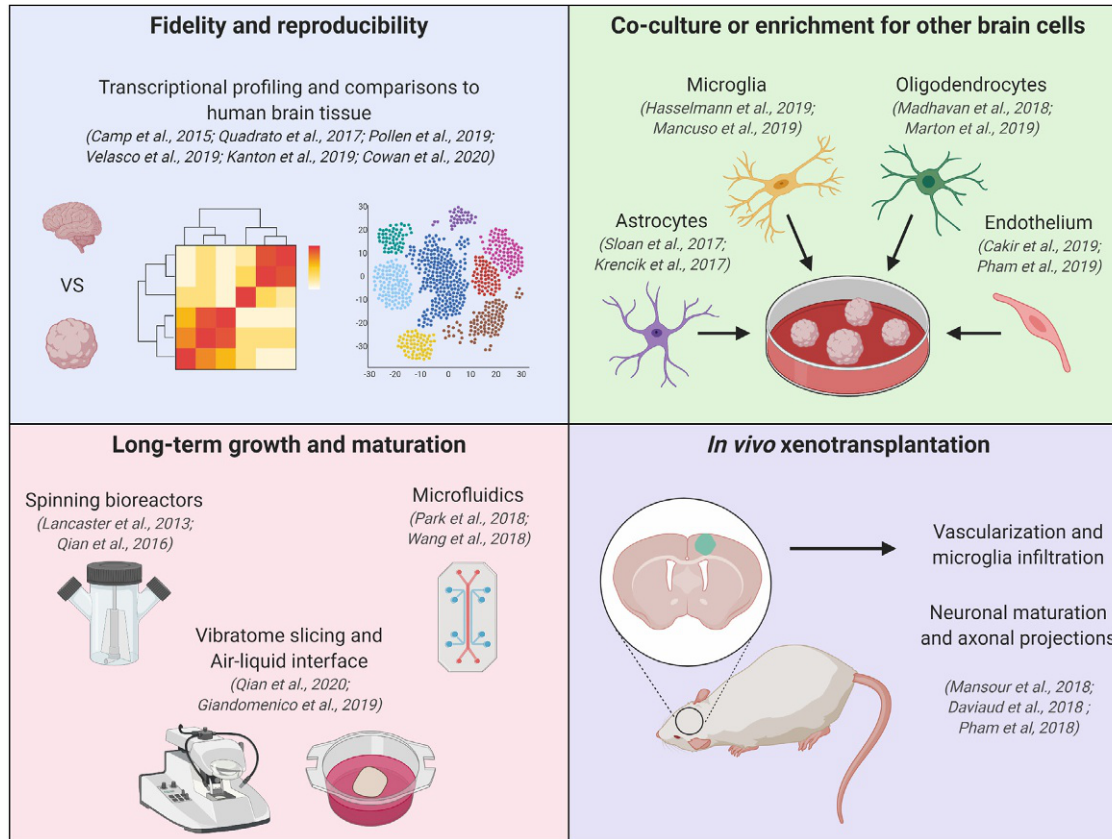 Fidelity and reproducibility
Transcriptional profiling and comparisons to
human brain tissue
(Camp et al., 2015; Quadrato et al., 2017; Pollen et al., 2019;
Velasco et al., 2019; Kanton et al., 2019; Cowan et al., 2020)
VS
30
20
10
0
-10
-20
-30
-30
-20
-10
0
10
20
30
Co-culture or enrichment for other brain cells
Microglia
(Hasselmann et al., 2019;
Mancuso et al., 2019)
Oligodendrocytes
(Madhavan et al., 2018;
Marton et al., 2019)
Astrocytes
(Sloan et al., 2017;
Krencik et al., 2017)
Endothelium
(Cakir et al., 2019;
Pham et al., 2019)
Long-term growth and maturation
Spinning bioreactors
(Lancaster et al., 2013;
Qian et al., 2016)
Microfluidics
(Park et al., 2018;
Wang et al., 2018)
Vibratome slicing and
Air-liquid interface
(Qian et al., 2020;
Giandomenico et al., 2019)
In vivo xenotransplantation
Vascularization and
microglia infiltration
Neuronal maturation
and axonal projections
(Mansour et al., 2018;
Daviaud et al., 2018 ;
Pham et al, 2018)